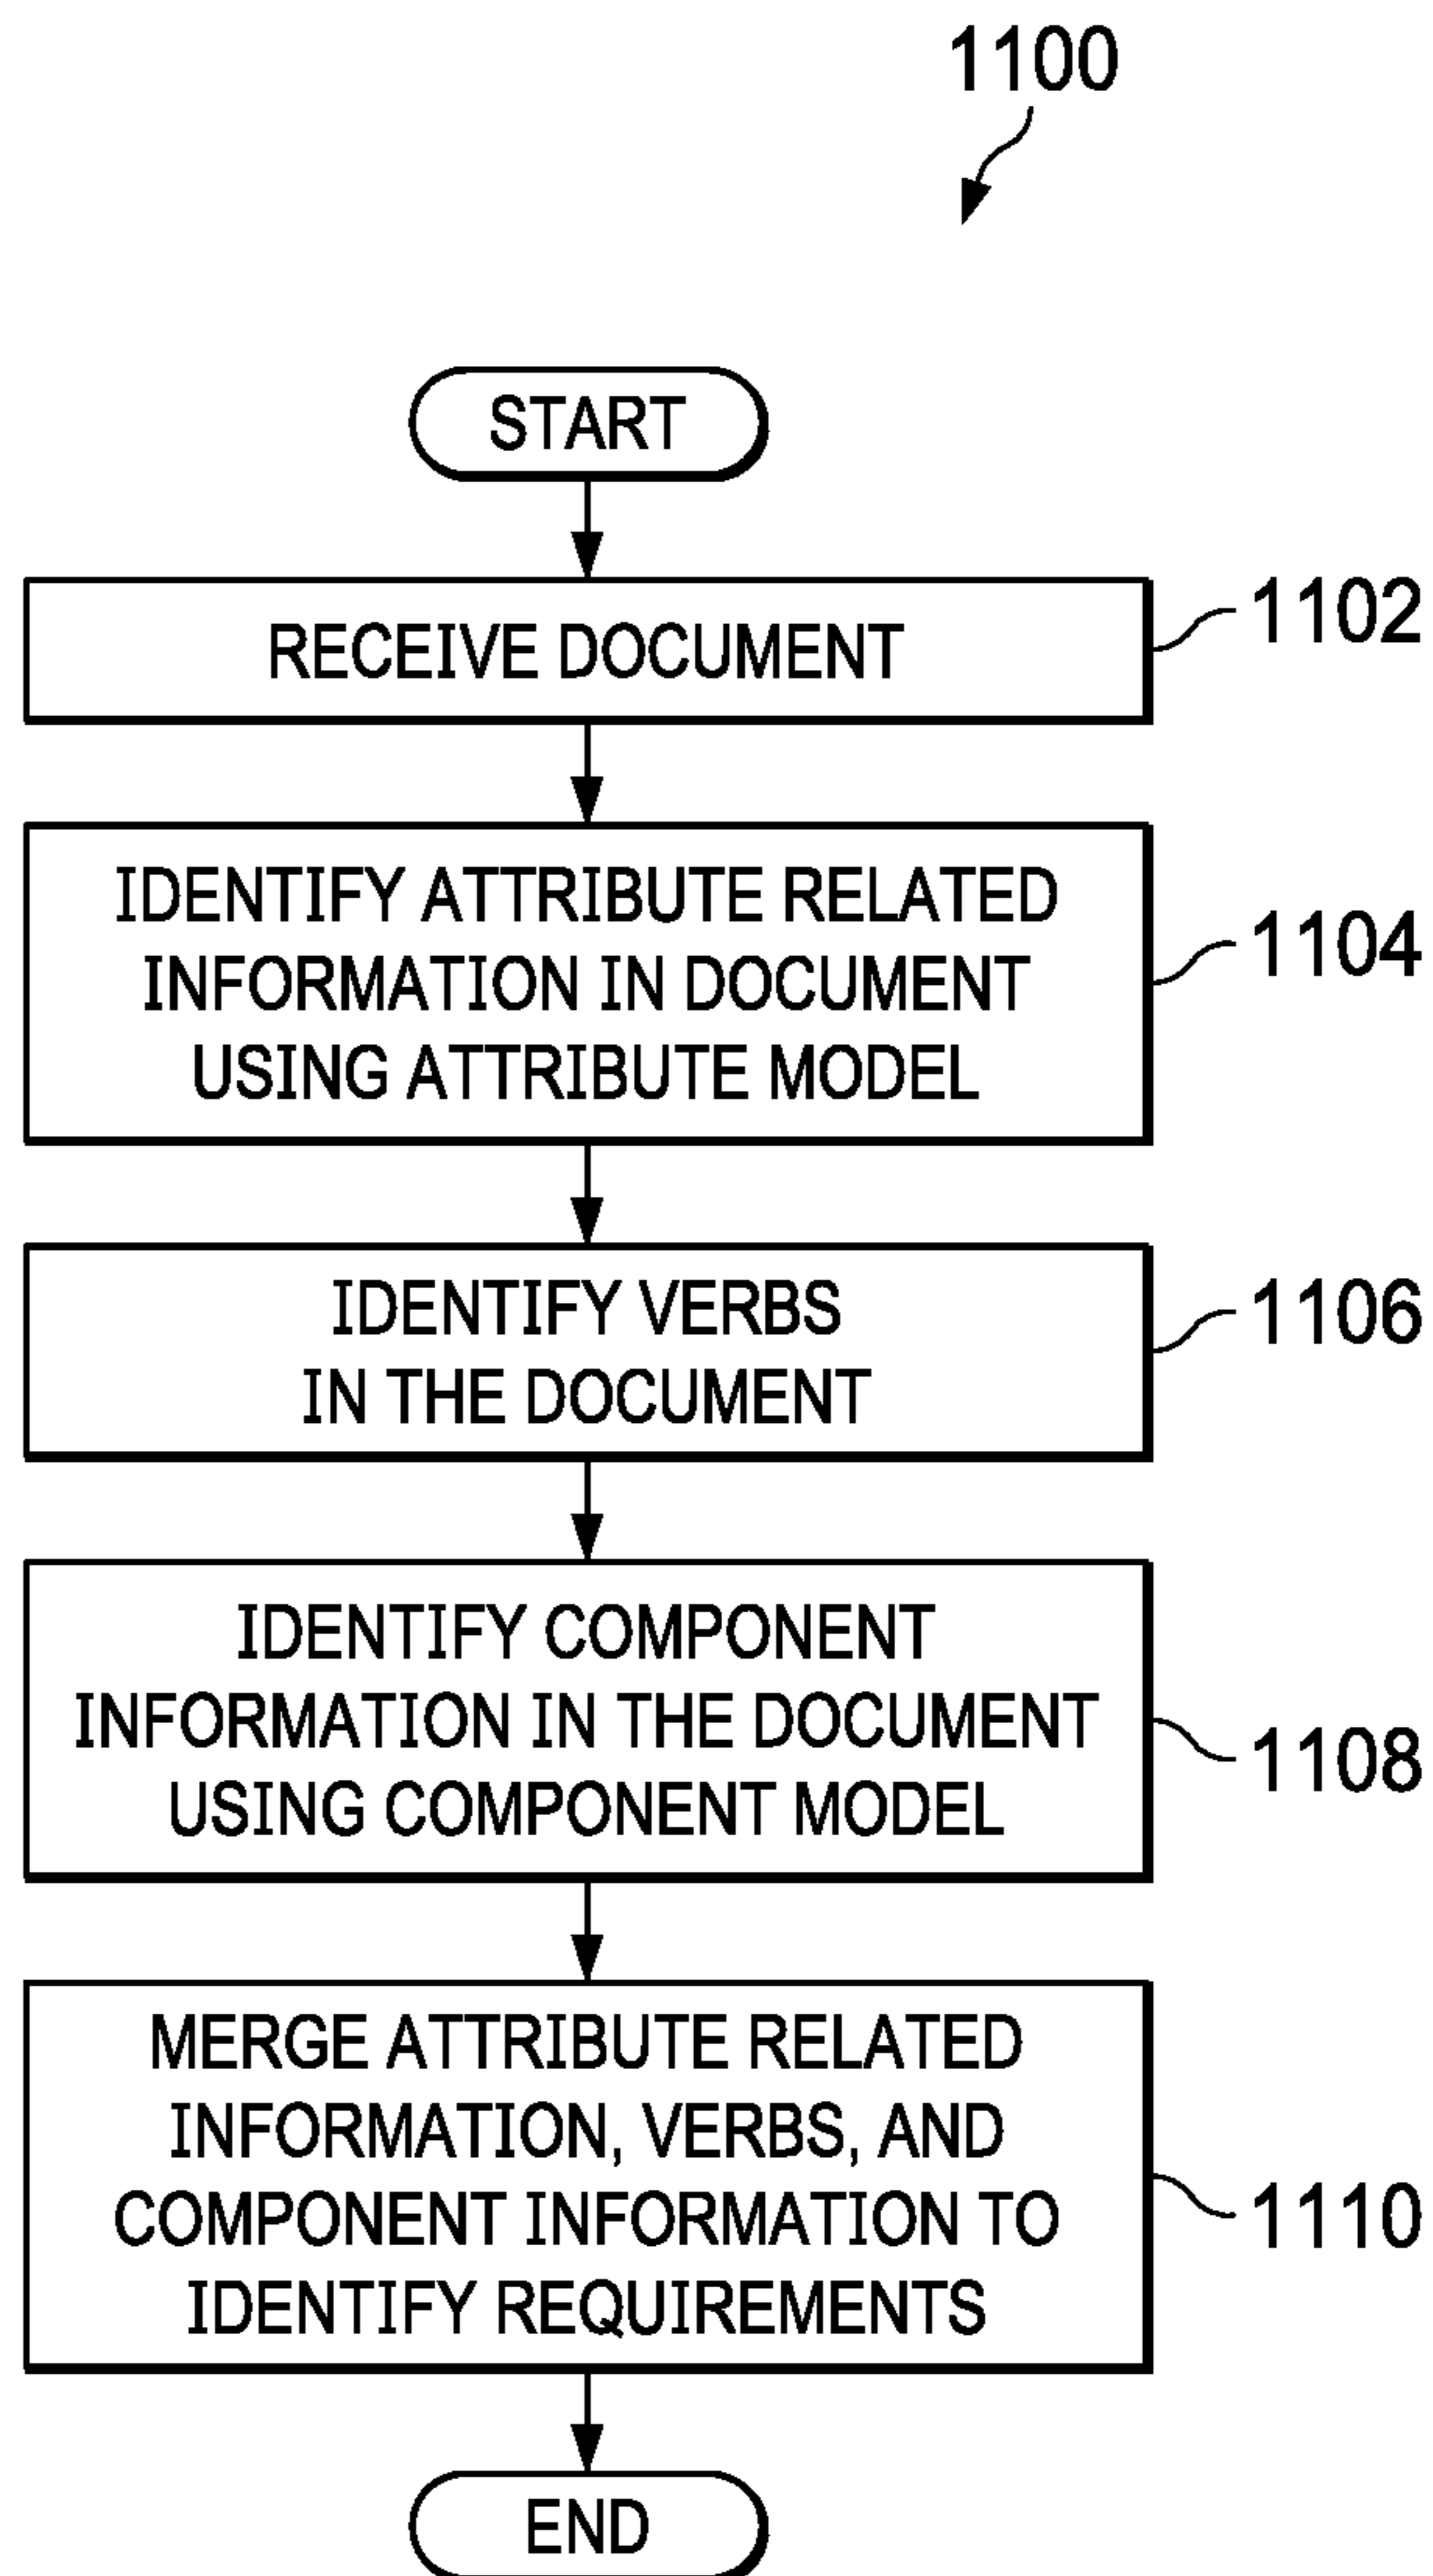 1100
START
RECEIVE DOCUMENT
1102
IDENTIFY ATTRIBUTE RELATED
INFORMATION IN DOCUMENT
USING ATTRIBUTE MODEL
1104
IDENTIFY VERBS
IN THE DOCUMENT
1106
IDENTIFY COMPONENT
INFORMATION IN THE DOCUMENT
USING COMPONENT MODEL
1108
MERGE ATTRIBUTE RELATED
INFORMATION, VERBS, AND
COMPONENT INFORMATION TO
IDENTIFY REQUIREMENTS
1110
END